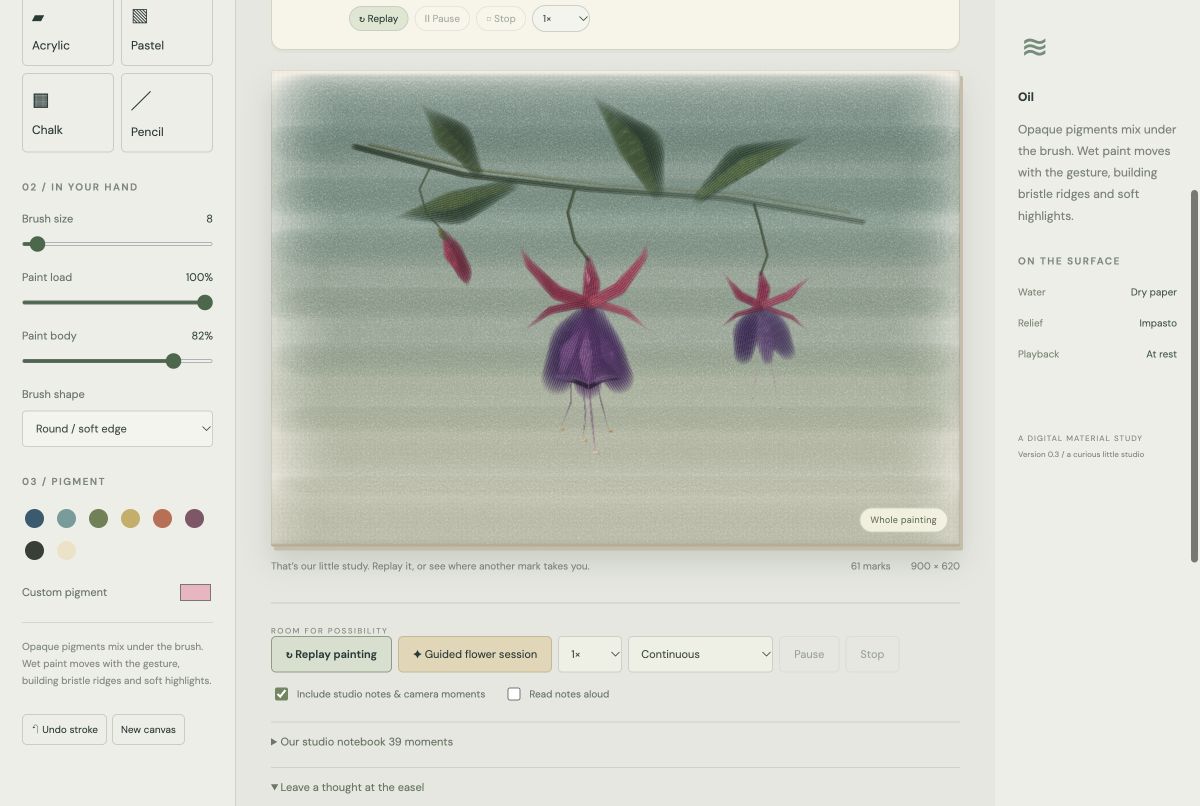 Acrylic
Pastel
Chalk
Pencil
02 / IN YOUR HAND
Brush size 8
Paint load 100%
Paint body 82%
Brush shape
Round / soft edge
03 / PIGMENT
Custom pigment
Opaque pigments mix under the brush.
Wet paint moves with the gesture,
building bristle ridges and soft highlights.
Undo stroke
New canvas
Replay
Pause
Stop
1×
Whole painting
That's our little study. Replay it, or see where another mark takes you.
61 marks
900 × 620
ROOM FOR POSSIBILITY
Replay painting
Guided flower session
1×
Continuous
Pause
Stop
Include studio notes & camera moments
Read notes aloud
Our studio notebook 39 moments
Leave a thought at the easel
Oil
Opaque pigments mix under
the brush. Wet paint moves
with the gesture, building
bristle ridges and soft
highlights.
ON THE SURFACE
Water Dry paper
Relief Impasto
Playback At rest
A DIGITAL MATERIAL STUDY
Version 0.3 / a curious little studio